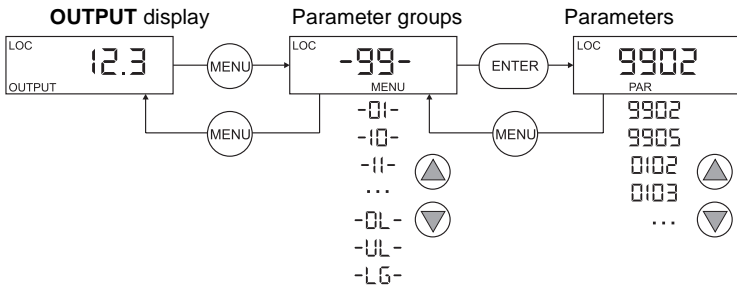 OUTPUT display
Parameter groups
Parameters
LOC
12.3
OUTPUT
MENU
LOC
-99-
MENU
ENTER
LOC
9902
PAR
MENU
MENU
-01-
-10-
-11-
...
-0L-
-UL-
-LG-
9902
9905
0102
0103
...